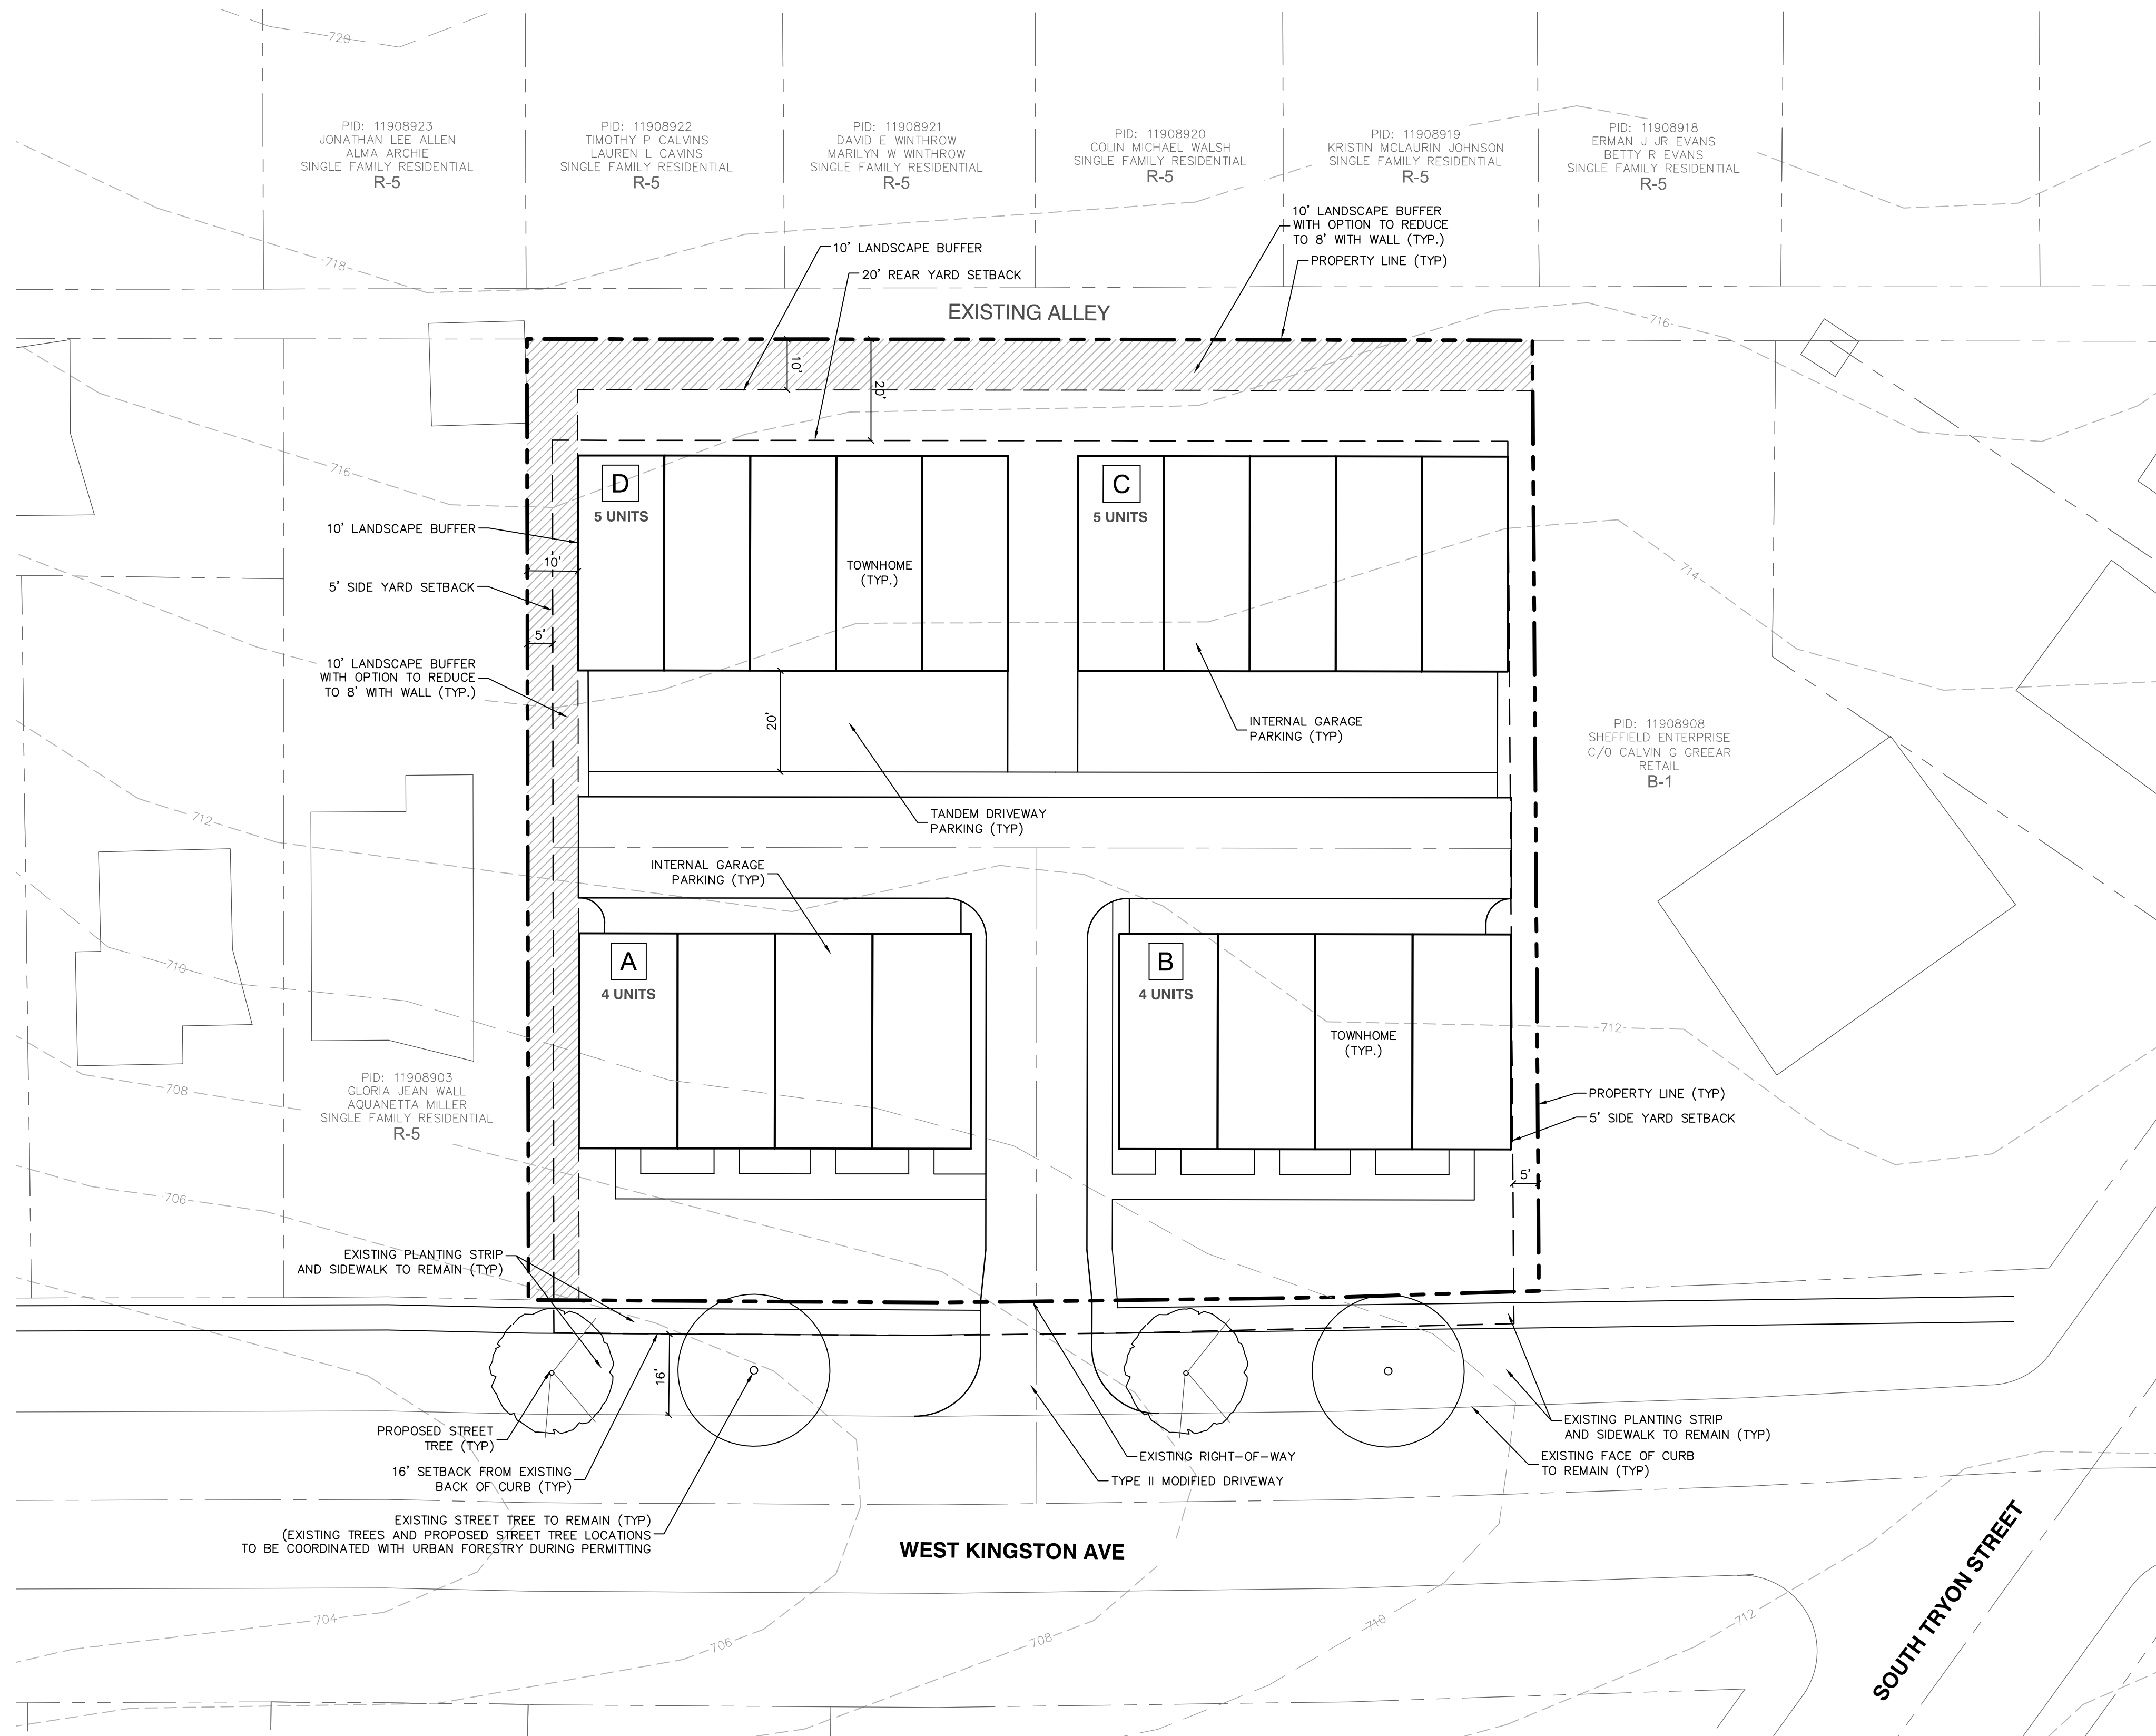 720
PID: 11908923
JONATHAN LEE ALLEN
ALMA ARCHIE
SINGLE FAMILY RESIDENTIAL
R-5
PID: 11908922
TIMOTHY P CALVINS
LAUREN L CAVINS
SINGLE FAMILY RESIDENTIAL
R-5
PID: 11908921
DAVID E WINTHROW
MARILYN W WINTHROW
SINGLE FAMILY RESIDENTIAL
R-5
PID: 11908920
COLIN MICHAEL WALSH
SINGLE FAMILY RESIDENTIAL
R-5
PID: 11908919
KRISTIN MCLAURIN JOHNSON
SINGLE FAMILY RESIDENTIAL
R-5
PID: 11908918
ERMAN J JR EVANS
BETTY R EVANS
SINGLE FAMILY RESIDENTIAL
R-5
718
10' LANDSCAPE BUFFER
20' REAR YARD SETBACK
10' LANDSCAPE BUFFER
WITH OPTION TO REDUCE
TO 8' WITH WALL (TYP.)
PROPERTY LINE (TYP)
EXISTING ALLEY
716
10'
20'
716
D
5 UNITS
C
5 UNITS
10' LANDSCAPE BUFFER
10'
TOWNHOME
(TYP.)
714
5' SIDE YARD SETBACK
5'
10' LANDSCAPE BUFFER
WITH OPTION TO REDUCE
TO 8' WITH WALL (TYP.)
20'
INTERNAL GARAGE
PARKING (TYP)
PID: 11908908
SHEFFIELD ENTERPRISE
C/O CALVIN G GREEAR
RETAIL
B-1
712
TANDEM DRIVEWAY
PARKING (TYP)
INTERNAL GARAGE
PARKING (TYP)
710
A
4 UNITS
B
4 UNITS
712
TOWNHOME
(TYP.)
708
PID: 11908903
GLORIA JEAN WALL
AQUANETTA MILLER
SINGLE FAMILY RESIDENTIAL
R-5
PROPERTY LINE (TYP)
5' SIDE YARD SETBACK
5'
706
EXISTING PLANTING STRIP
AND SIDEWALK TO REMAIN (TYP)
16'
PROPOSED STREET
TREE (TYP)
16' SETBACK FROM EXISTING
BACK OF CURB (TYP)
EXISTING STREET TREE TO REMAIN (TYP)
(EXISTING TREES AND PROPOSED STREET TREE LOCATIONS
TO BE COORDINATED WITH URBAN FORESTRY DURING PERMITTING
EXISTING RIGHT-OF-WAY
TYPE II MODIFIED DRIVEWAY
EXISTING PLANTING STRIP
AND SIDEWALK TO REMAIN (TYP)
EXISTING FACE OF CURB
TO REMAIN (TYP)
WEST KINGSTON AVE
SOUTH TRYON STREET
704
706
708
710
712